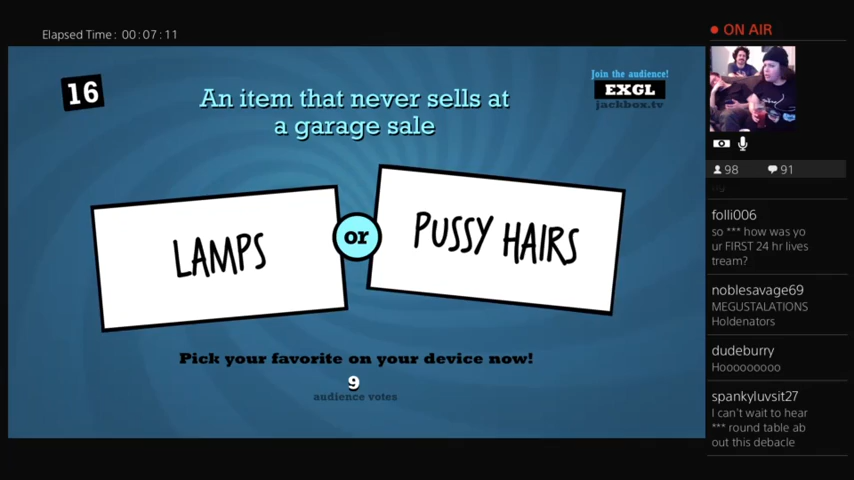 Elapsed Time: 00:07:11
ON AIR
16
An item that never sells at
a garage sale
Join the audience!
EXGL
jackbox.tv
LAMPS
or
PUSSY HAIRS
Pick your favorite on your device now!
9
audience votes
98
91
folli006
so *** how was yo
ur FIRST 24 hr lives
tream?
noblesavage69
MEGUSTALATIONS
Holdenators
dudeburry
Hooooooooo
spankyluvsit27
I can't wait to hear
*** round table ab
out this debacle